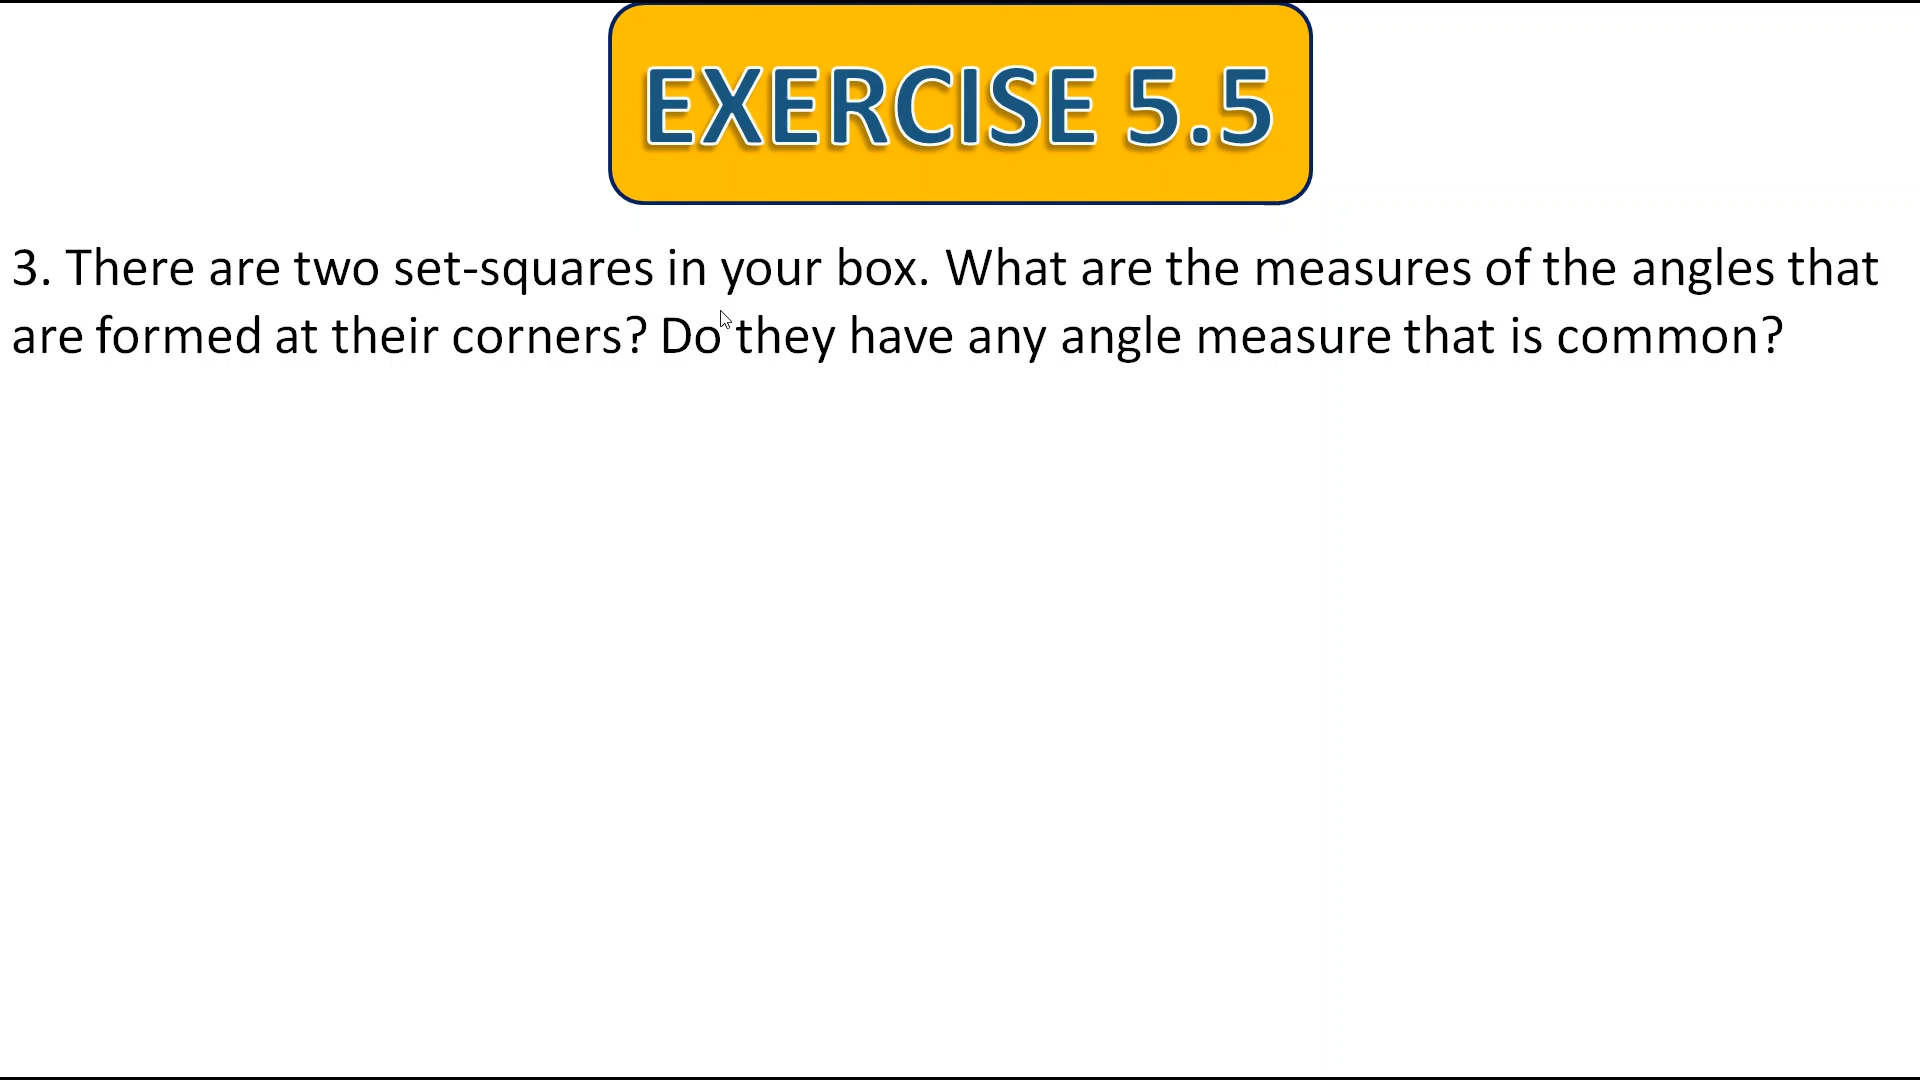 EXERCISE 5.5
3. There are two set-squares in your box. What are the measures of the angles that
are formed at their corners? Do they have any angle measure that is common?